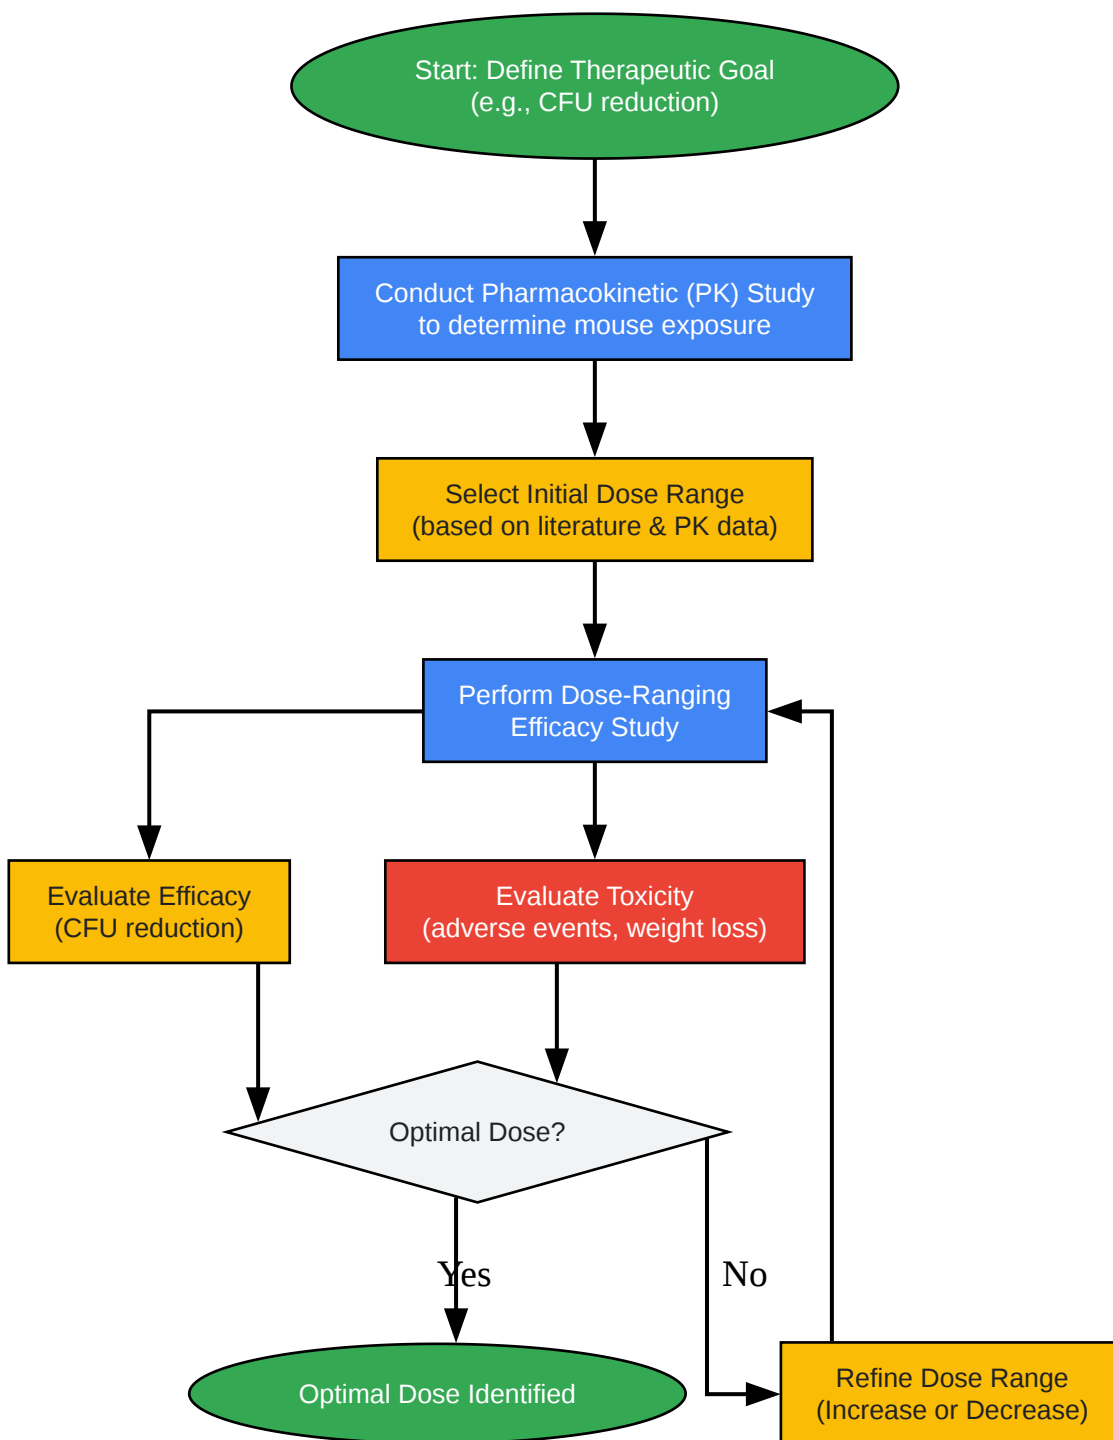 Start: Define Therapeutic Goal
(e.g., CFU reduction)
Conduct Pharmacokinetic (PK) Study
to determine mouse exposure
Select Initial Dose Range
(based on literature & PK data)
Perform Dose-Ranging
Efficacy Study
Evaluate Efficacy
(CFU reduction)
Evaluate Toxicity
(adverse events, weight loss)
Optimal Dose?
Yes
No
Optimal Dose Identified
Refine Dose Range
(Increase or Decrease)